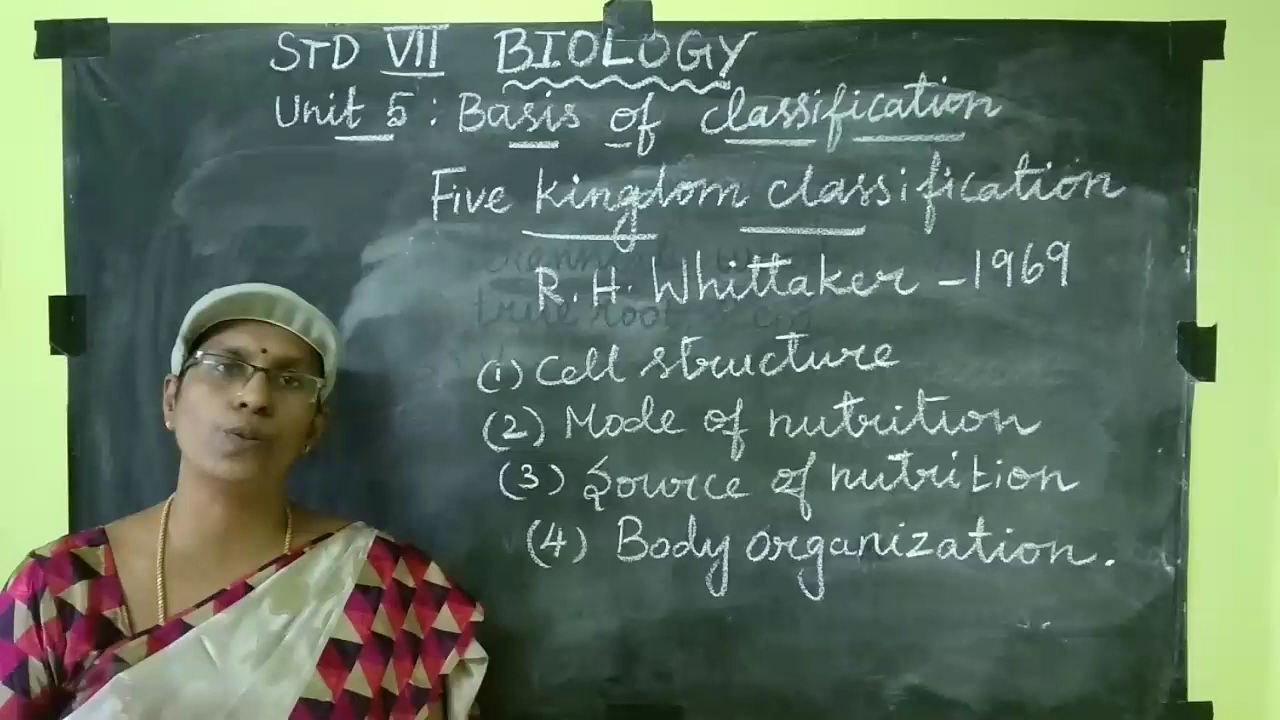 STD VII BIOLOGY
Unit 5 : Basis of classification
Five kingdom classification
R. H. Whittaker - 1969
(1) Cell structure
(2) Mode of nutrition
(3) Source of nutrition
(4) Body organization.